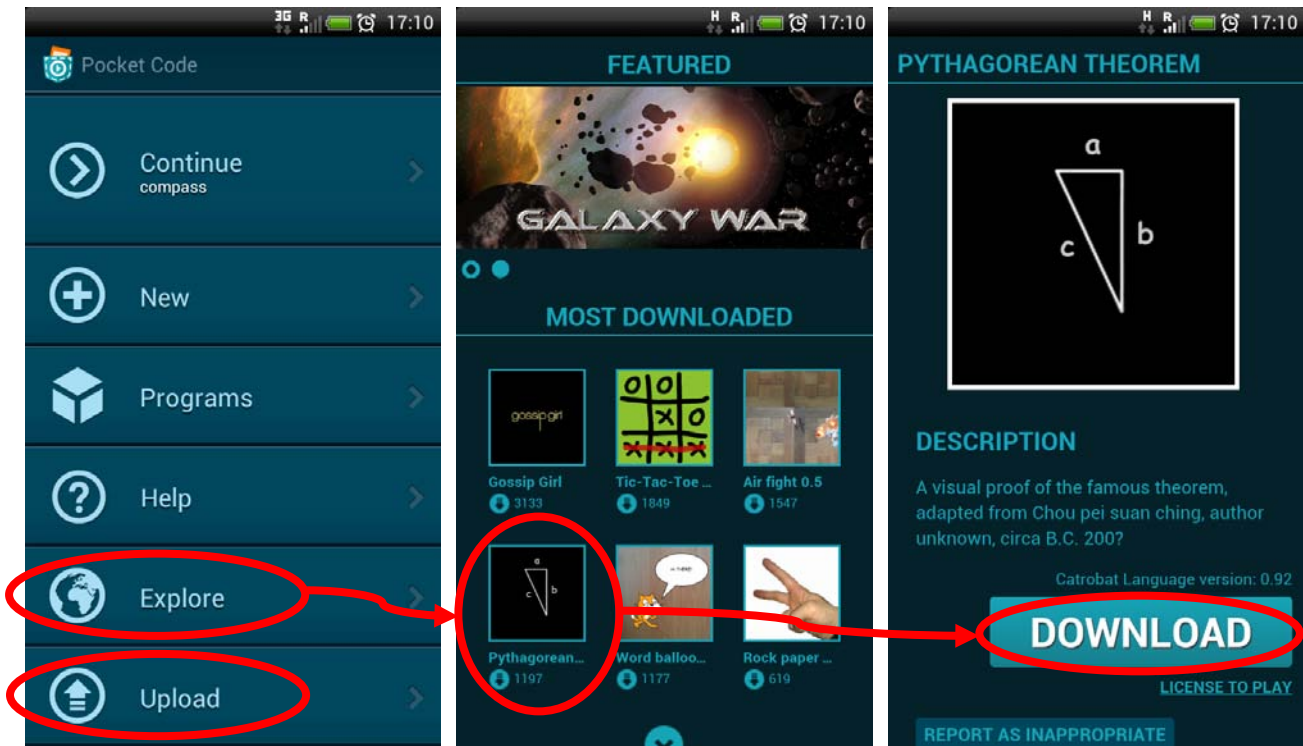 3G R 17:10
Pocket Code
Continue
compass
New
Programs
Help
Explore
Upload
H R 17:10
FEATURED
GALAXY WAR
MOST DOWNLOADED
gossip girl
Gossip Girl
3133
Tic-Tac-Toe ...
1849
Air fight 0.5
1547
a
c b
Pythagorean...
1197
Word balloo...
1177
Rock paper ...
619
H R 17:10
PYTHAGOREAN THEOREM
a
c b
DESCRIPTION
A visual proof of the famous theorem,
adapted from Chou pei suan ching, author
unknown, circa B.C. 200?
Catrobat Language version: 0.92
DOWNLOAD
LICENSE TO PLAY
REPORT AS INAPPROPRIATE